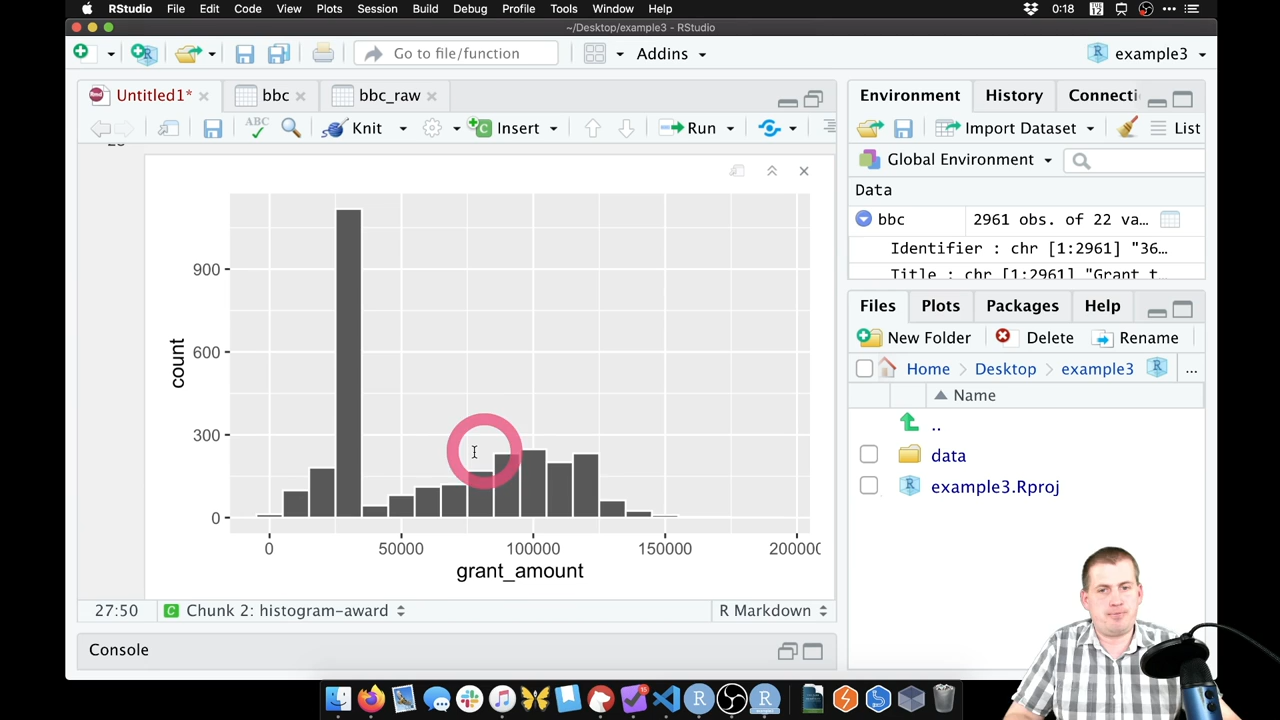 RStudio File Edit Code View Plots Session Build Debug Profile Tools Window Help 0:18 TUE 12
~/Desktop/example3 - RStudio
Go to file/function Addins example3
Untitled1* bbc bbc_raw
Environment History Connecti
ABC Knit Insert Run
Import Dataset List
Global Environment
Data
bbc 2961 obs. of 22 va…
Identifier : chr [1:2961] "36…
Title : chr [1:2961] "Grant t…
900
600
300
0
count
0 50000 100000 150000 200000
grant_amount
Files Plots Packages Help
New Folder Delete Rename
Home Desktop example3 ...
Name
..
data
example3.Rproj
27:50 Chunk 2: histogram-award R Markdown
Console